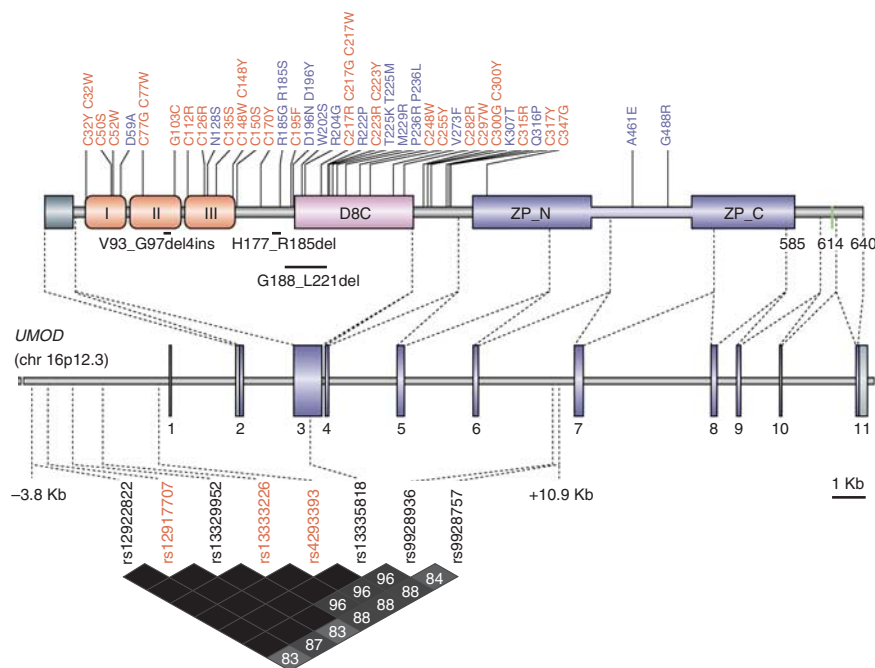 C32Y C32W
C50S
C52W
D59A
C77G C77W
G103C
C112R
C126R
N128S
C135S
C148W C148Y
C150S
C170Y
R185G R185S
C195F
D196N D196Y
W202S
R204G
C217R C217G C217W
R222P
C223R C223Y
T225K T225M
M229R
P236R P236L
C248W
C255Y
V273F
C282R
C297W
C300G C300Y
K307T
C315R
Q316P
C317Y
C347G
A461E
G488R
I II III D8C ZP_N ZP_C
V93_G97del4ins H177_R185del 585 614 640
G188_L221del
UMOD
(chr 16p12.3)
1 2 3 4 5 6 7 8 9 10 11
–3.8 Kb +10.9 Kb 1 Kb
rs12922822
rs12917707
rs13329952
rs13333226
rs4293393
rs13335818
rs9928936
rs9928757
96 84
96 88
96 88
88
83
87
83